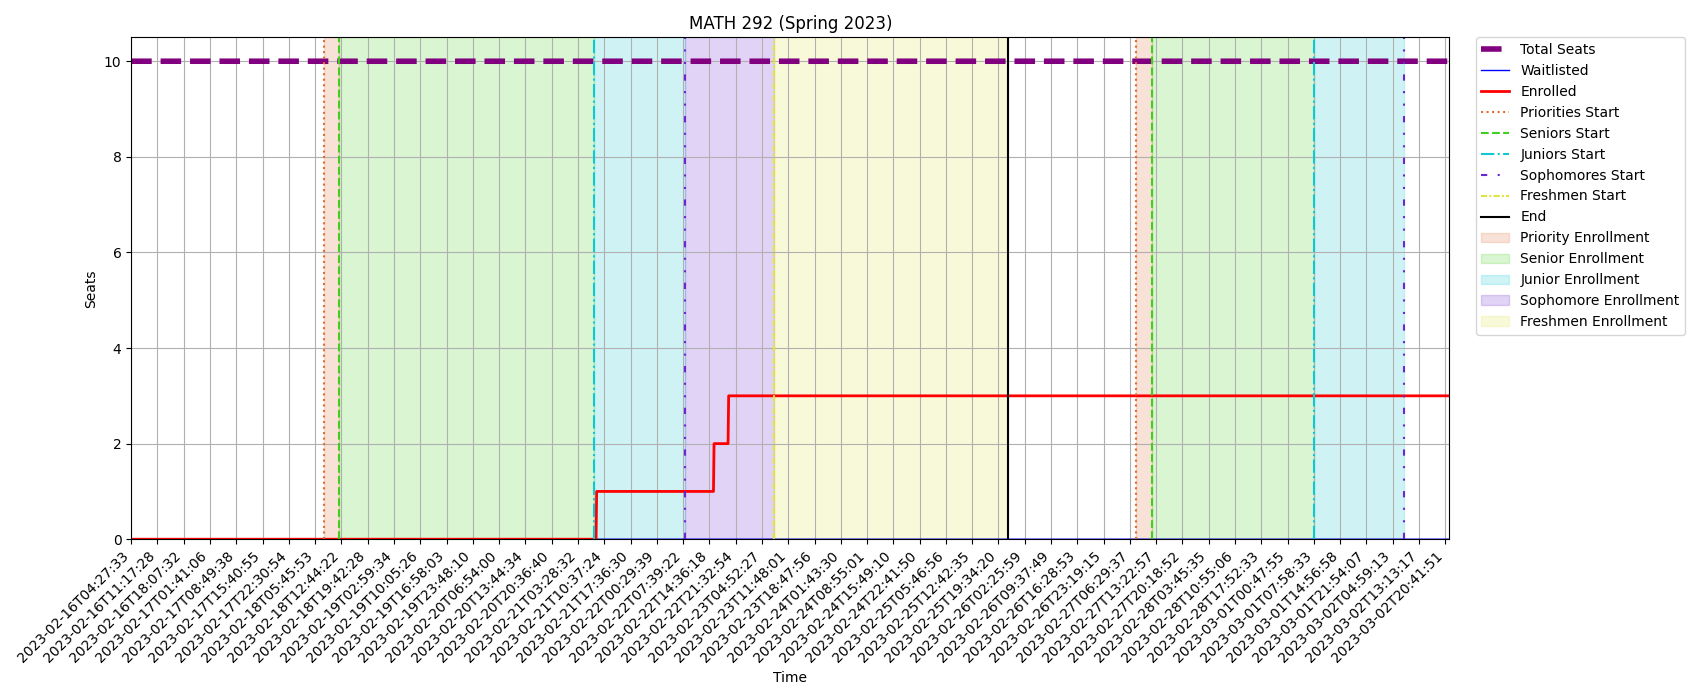 MATH 292 (Spring 2023)
10
8
6
4
2
0
Seats
2023-02-16T04:27:33
2023-02-16T11:17:28
2023-02-16T18:07:32
2023-02-17T01:41:06
2023-02-17T08:49:38
2023-02-17T15:40:55
2023-02-17T22:30:54
2023-02-18T05:45:53
2023-02-18T12:44:22
2023-02-18T19:42:28
2023-02-19T02:59:34
2023-02-19T10:05:26
2023-02-19T16:58:03
2023-02-19T23:48:10
2023-02-20T06:54:00
2023-02-20T13:44:34
2023-02-20T20:36:40
2023-02-21T03:28:32
2023-02-21T10:37:24
2023-02-21T17:36:30
2023-02-22T00:29:39
2023-02-22T07:39:22
2023-02-22T14:36:18
2023-02-22T21:32:54
2023-02-23T04:52:27
2023-02-23T11:48:01
2023-02-23T18:47:56
2023-02-24T01:43:30
2023-02-24T08:55:01
2023-02-24T15:49:10
2023-02-24T22:41:50
2023-02-25T05:46:56
2023-02-25T12:42:35
2023-02-25T19:34:20
2023-02-26T02:25:59
2023-02-26T09:37:49
2023-02-26T16:28:53
2023-02-26T23:19:15
2023-02-27T06:29:37
2023-02-27T13:22:57
2023-02-27T20:18:52
2023-02-28T03:45:35
2023-02-28T10:55:06
2023-02-28T17:52:33
2023-03-01T00:47:55
2023-03-01T07:58:33
2023-03-01T14:56:58
2023-03-01T21:54:07
2023-03-02T04:59:13
2023-03-02T13:13:17
2023-03-02T20:41:51
Time
Total Seats
Waitlisted
Enrolled
Priorities Start
Seniors Start
Juniors Start
Sophomores Start
Freshmen Start
End
Priority Enrollment
Senior Enrollment
Junior Enrollment
Sophomore Enrollment
Freshmen Enrollment